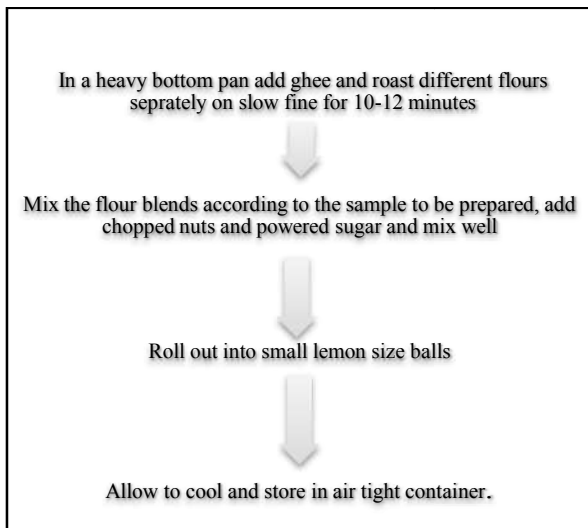 In a heavy bottom pan add ghee and roast different flours
seprately on slow fine for 10-12 minutes
Mix the flour blends according to the sample to be prepared, add
chopped nuts and powered sugar and mix well
Roll out into small lemon size balls
Allow to cool and store in air tight container.